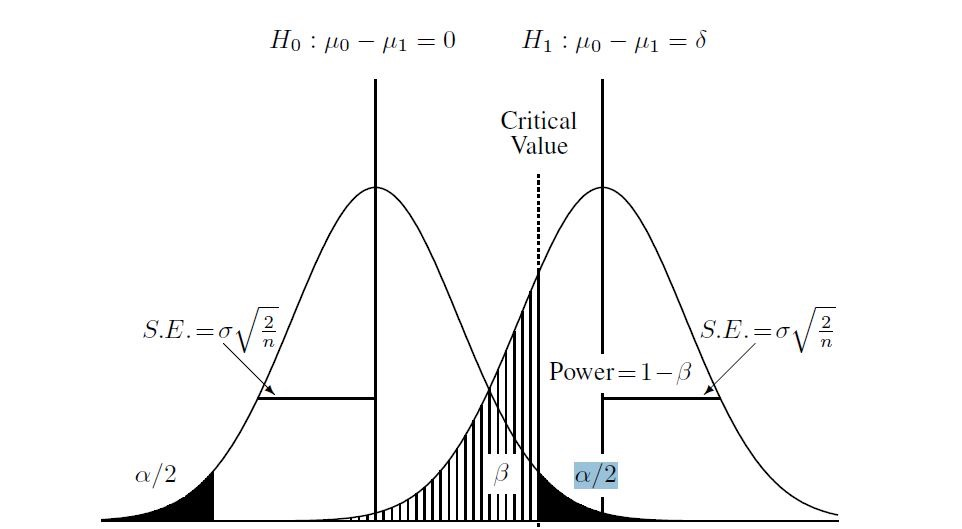 H₀ : μ₀ − μ₁ = 0
H₁ : μ₀ − μ₁ = δ
Critical
Value
S.E.=σ√(2/n)
S.E.=σ√(2/n)
Power=1−β
α/2
β
α/2